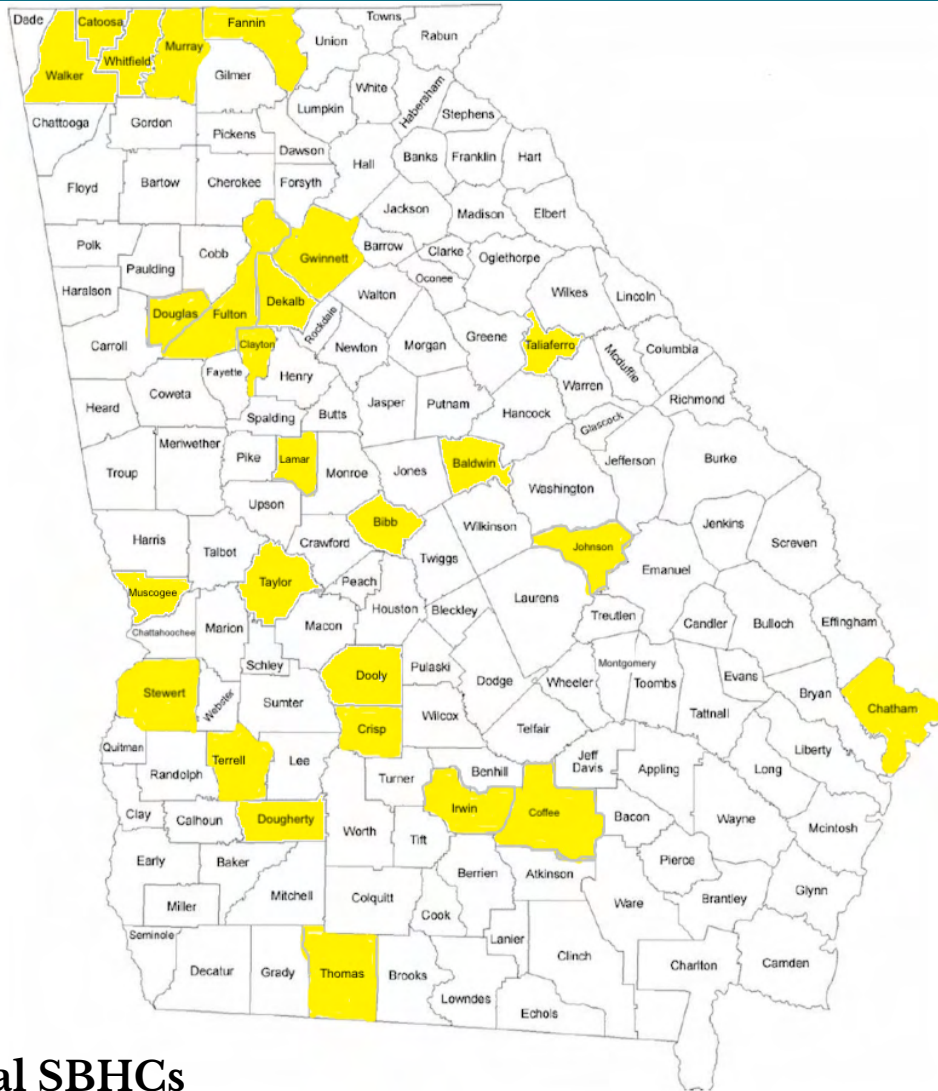 Dade
Catoosa
Fannin
Towns
Union
Rabun
Walker
Whitfield
Murray
Gilmer
White
Habersham
Lumpkin
Stephens
Chattooga
Gordon
Pickens
Dawson
Hall
Banks
Franklin
Hart
Floyd
Bartow
Cherokee
Forsyth
Jackson
Madison
Elbert
Polk
Cobb
Gwinnett
Barrow
Clarke
Oglethorpe
Paulding
Oconee
Haralson
Walton
Wilkes
Lincoln
Douglas
Fulton
Dekalb
Rockdale
Carroll
Clayton
Newton
Morgan
Greene
Taliaferro
Mcduffie
Columbia
Fayette
Henry
Warren
Coweta
Heard
Spalding
Butts
Jasper
Putnam
Hancock
Glascock
Richmond
Meriwether
Troup
Pike
Lamar
Monroe
Jones
Baldwin
Washington
Jefferson
Burke
Upson
Bibb
Wilkinson
Jenkins
Harris
Talbot
Crawford
Twiggs
Johnson
Emanuel
Screven
Muscogee
Taylor
Peach
Houston
Bleckley
Laurens
Treutlen
Candler
Bulloch
Effingham
Chattahoochee
Marion
Macon
Schley
Dooly
Pulaski
Dodge
Wheeler
Montgomery
Toombs
Evans
Bryan
Chatham
Stewert
Webster
Sumter
Crisp
Wilcox
Telfair
Tattnall
Quitman
Terrell
Lee
Randolph
Turner
Benhill
Jeff
Davis
Appling
Long
Liberty
Clay
Calhoun
Dougherty
Worth
Tift
Irwin
Coffee
Bacon
Wayne
Mcintosh
Early
Baker
Berrien
Atkinson
Pierce
Miller
Mitchell
Colquitt
Cook
Ware
Brantley
Glynn
Seminole
Lanier
Decatur
Grady
Thomas
Brooks
Clinch
Charlton
Camden
Lowndes
Echols
al SBHCs